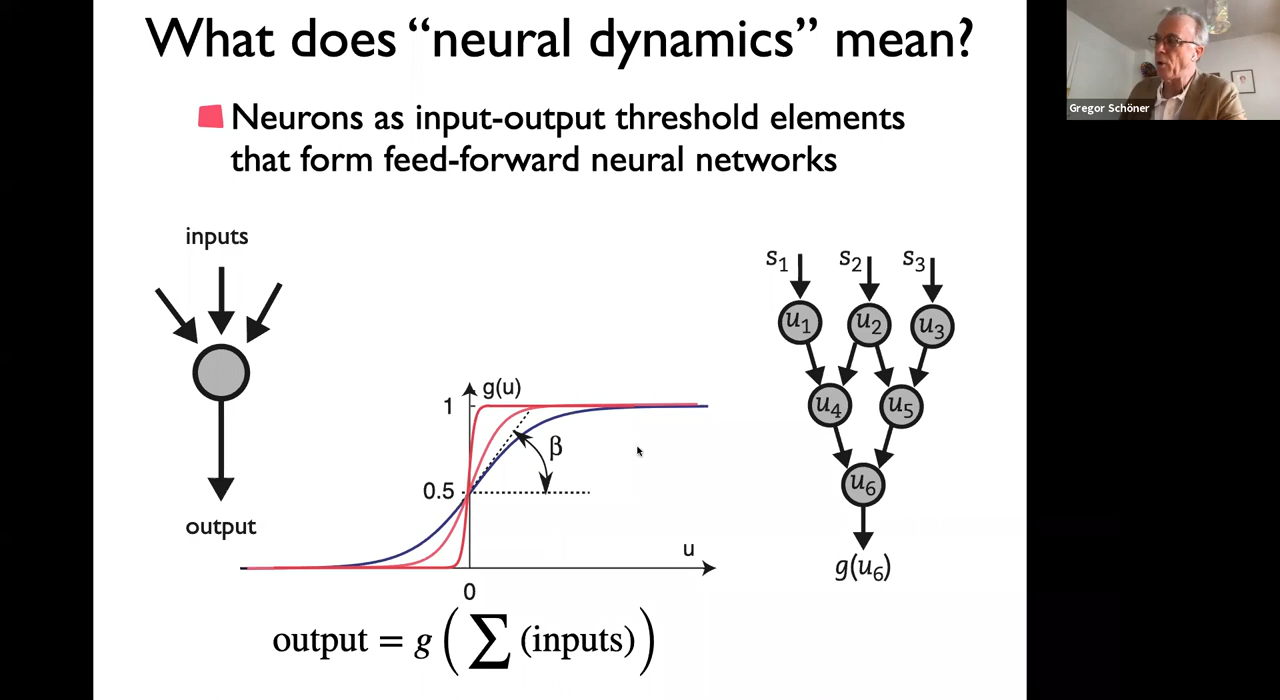 What does “neural dynamics” mean?
Gregor Schöner
Neurons as input-output threshold elements
that form feed-forward neural networks
inputs
output
g(u)
1
β
0.5
u
0
output = g ( ∑ (inputs) )
s1 s2 s3
u1 u2 u3
u4 u5
u6
g(u6)